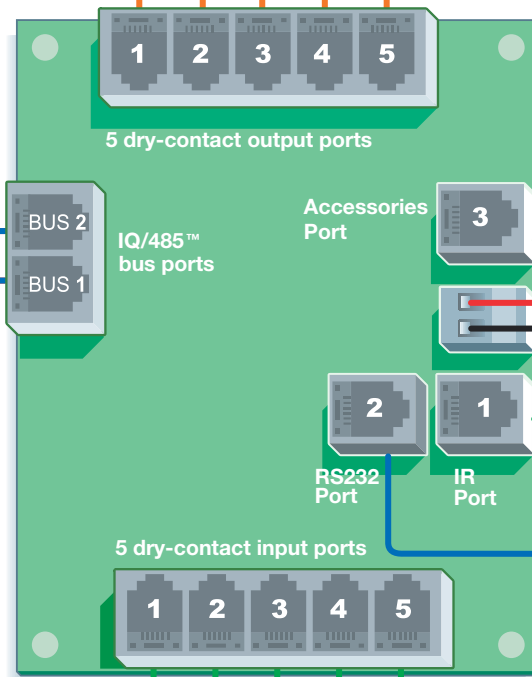 1 2 3 4 5
5 dry-contact output ports
BUS 2
BUS 1
IQ/485™
bus ports
Accessories
Port
3
2
1
RS232
Port
IR
Port
5 dry-contact input ports
1 2 3 4 5